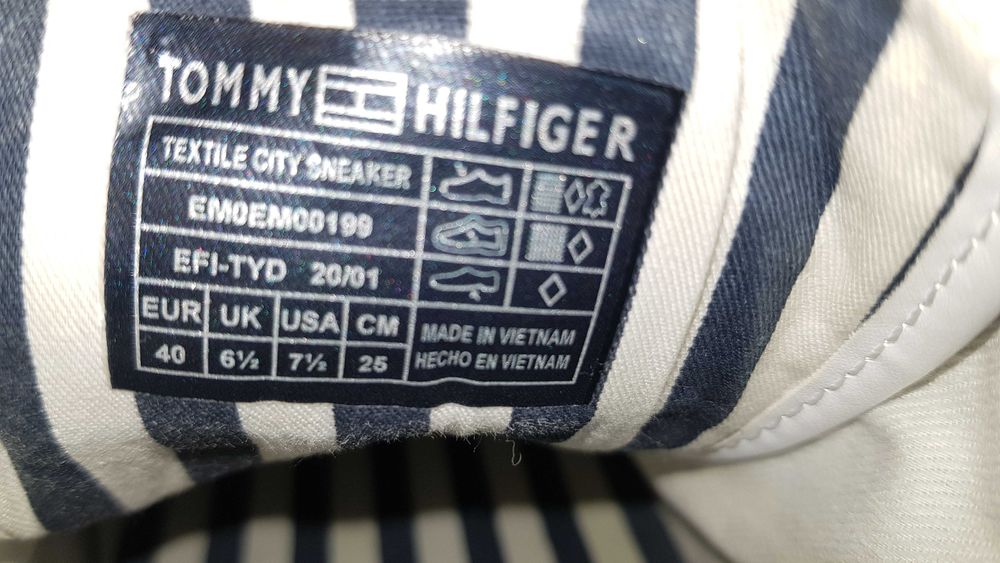 TOMMY HILFIGER
TEXTILE CITY SNEAKER
EM0EM00199
EFI-TYD 20/01
EUR UK USA CM
40 6½ 7½ 25
MADE IN VIETNAM
HECHO EN VIETNAM